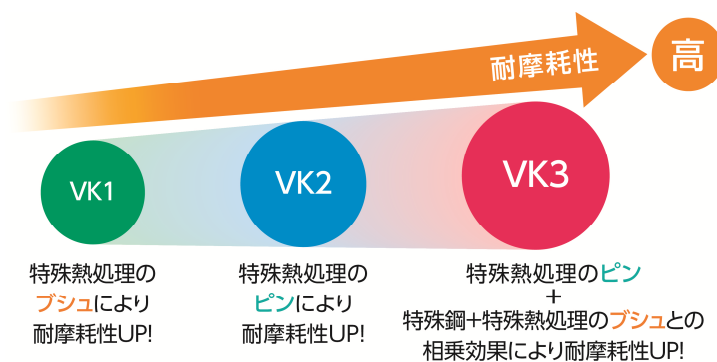 耐摩耗性
高
VK1
VK2
VK3
特殊熱処理の
ブシュにより
耐摩耗性UP!
特殊熱処理の
ピンにより
耐摩耗性UP!
特殊熱処理のピン
+
特殊鋼+特殊熱処理のブシュとの
相乗効果により耐摩耗性UP!